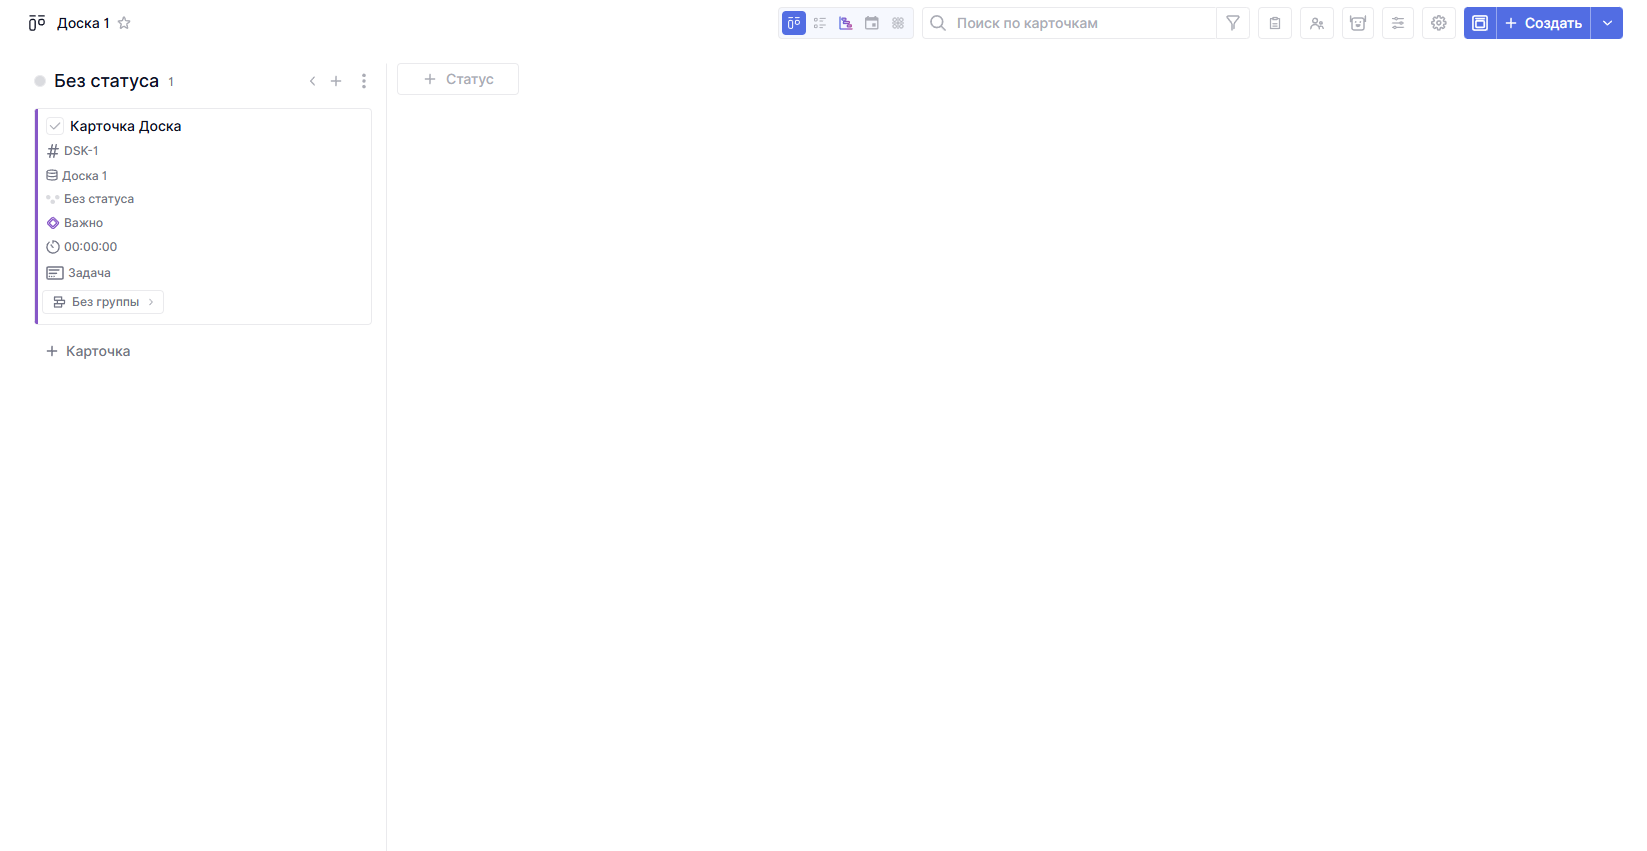 Доска 1
Поиск по карточкам
Создать
Без статуса 1
Статус
Карточка Доска
DSK-1
Доска 1
Без статуса
Важно
00:00:00
Задача
Без группы
Карточка